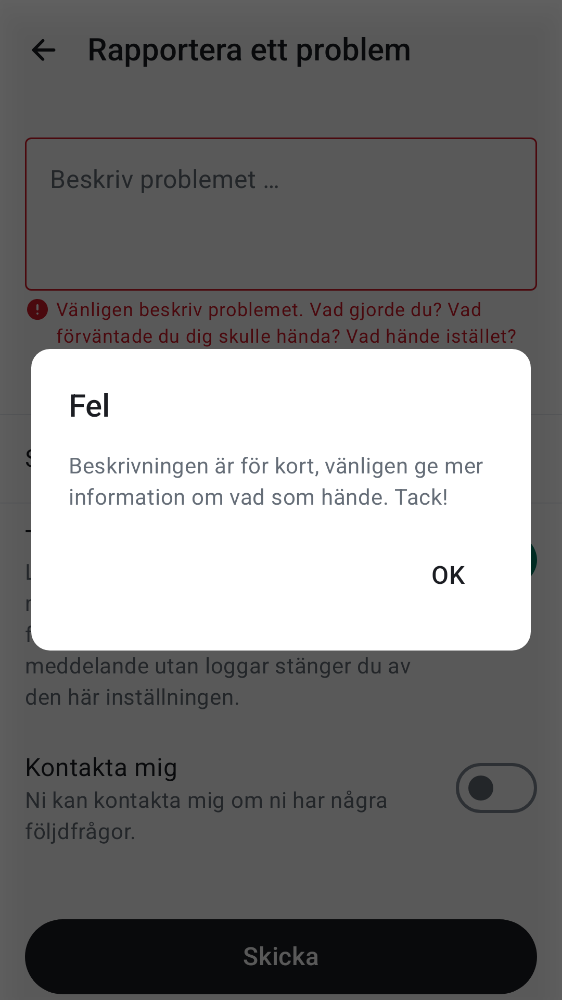 Rapportera ett problem
Beskriv problemet ...
Vänligen beskriv problemet. Vad gjorde du? Vad
förväntade du dig skulle hända? Vad hände istället?
Fel
Beskrivningen är för kort, vänligen ge mer
information om vad som hände. Tack!
OK
meddelande utan loggar stänger du av
den här inställningen.
Kontakta mig
Ni kan kontakta mig om ni har några
följdfrågor.
Skicka